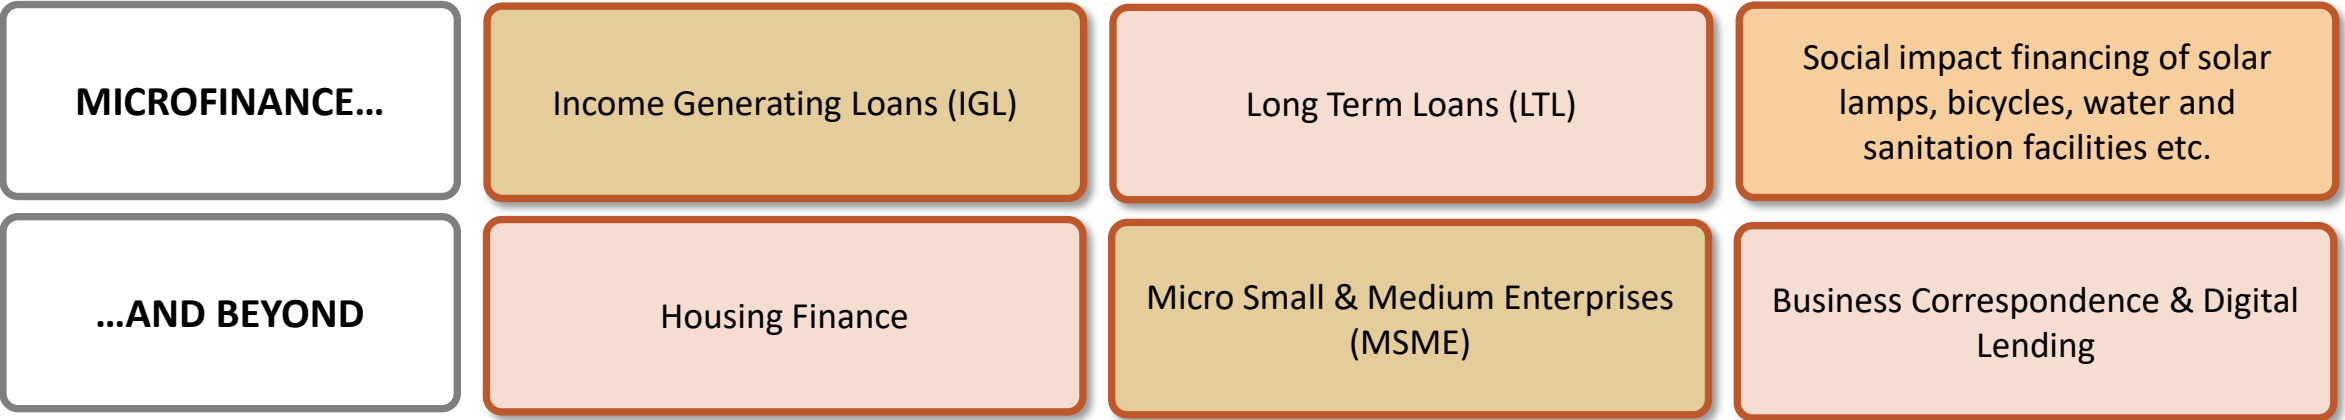 MICROFINANCE…
Income Generating Loans (IGL)
Long Term Loans (LTL)
Social impact financing of solar
lamps, bicycles, water and
sanitation facilities etc.
…AND BEYOND
Housing Finance
Micro Small & Medium Enterprises
(MSME)
Business Correspondence & Digital
Lending